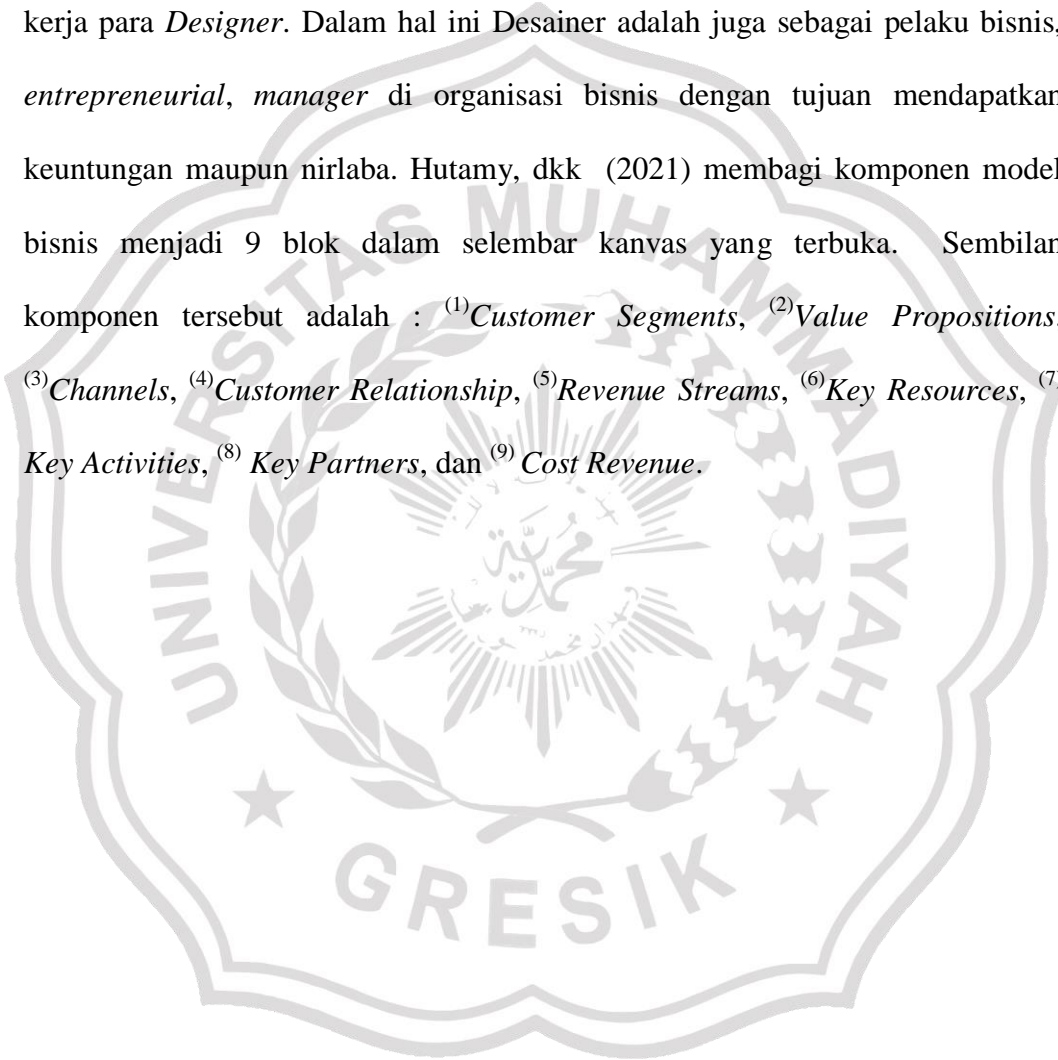 kerja para Designer. Dalam hal ini Desainer adalah juga sebagai pelaku bisnis,
entrepreneurial, manager di organisasi bisnis dengan tujuan mendapatkan
keuntungan maupun nirlaba. Hutamy, dkk (2021) membagi komponen model
bisnis menjadi 9 blok dalam selembar kanvas yang terbuka. Sembilan
komponen tersebut adalah : (1)Customer Segments, (2)Value Propositions.
(3)Channels, (4)Customer Relationship, (5)Revenue Streams, (6)Key Resources, (7)
Key Activities, (8) Key Partners, dan (9) Cost Revenue.
UNIVERSITAS MUHAMMADIYAH
محمدية
GRESIK